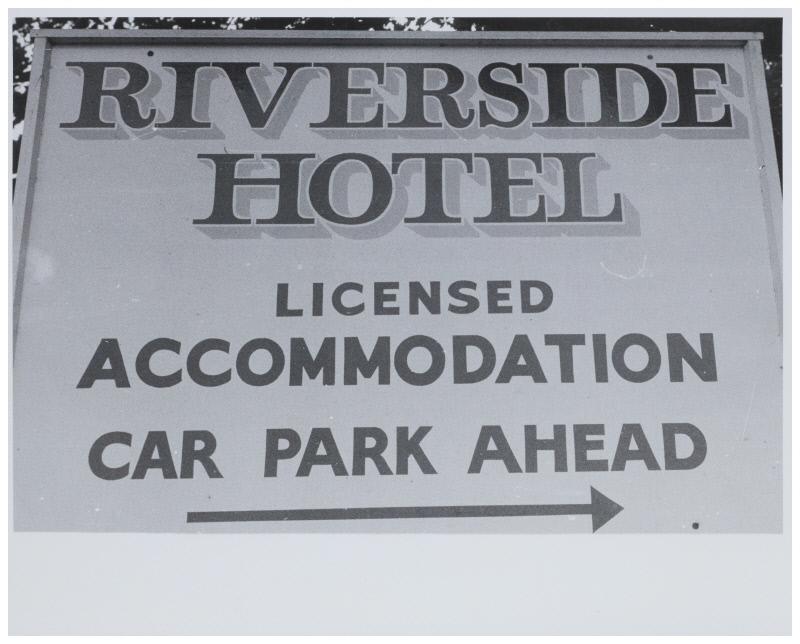 RIVERSIDE
HOTEL
LICENSED
ACCOMMODATION
CAR PARK AHEAD